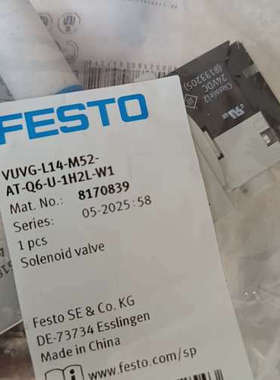 FESTO
VUVG-L14-M52-
AT-Q6-U-1H2L-W1
Mat. No.: 8170839
Series: 05-2025:58
1 pcs
Solenoid valve
Festo SE & Co. KG
DE-73734 Esslingen
Made in China
www.festo.com/sp
24VDC